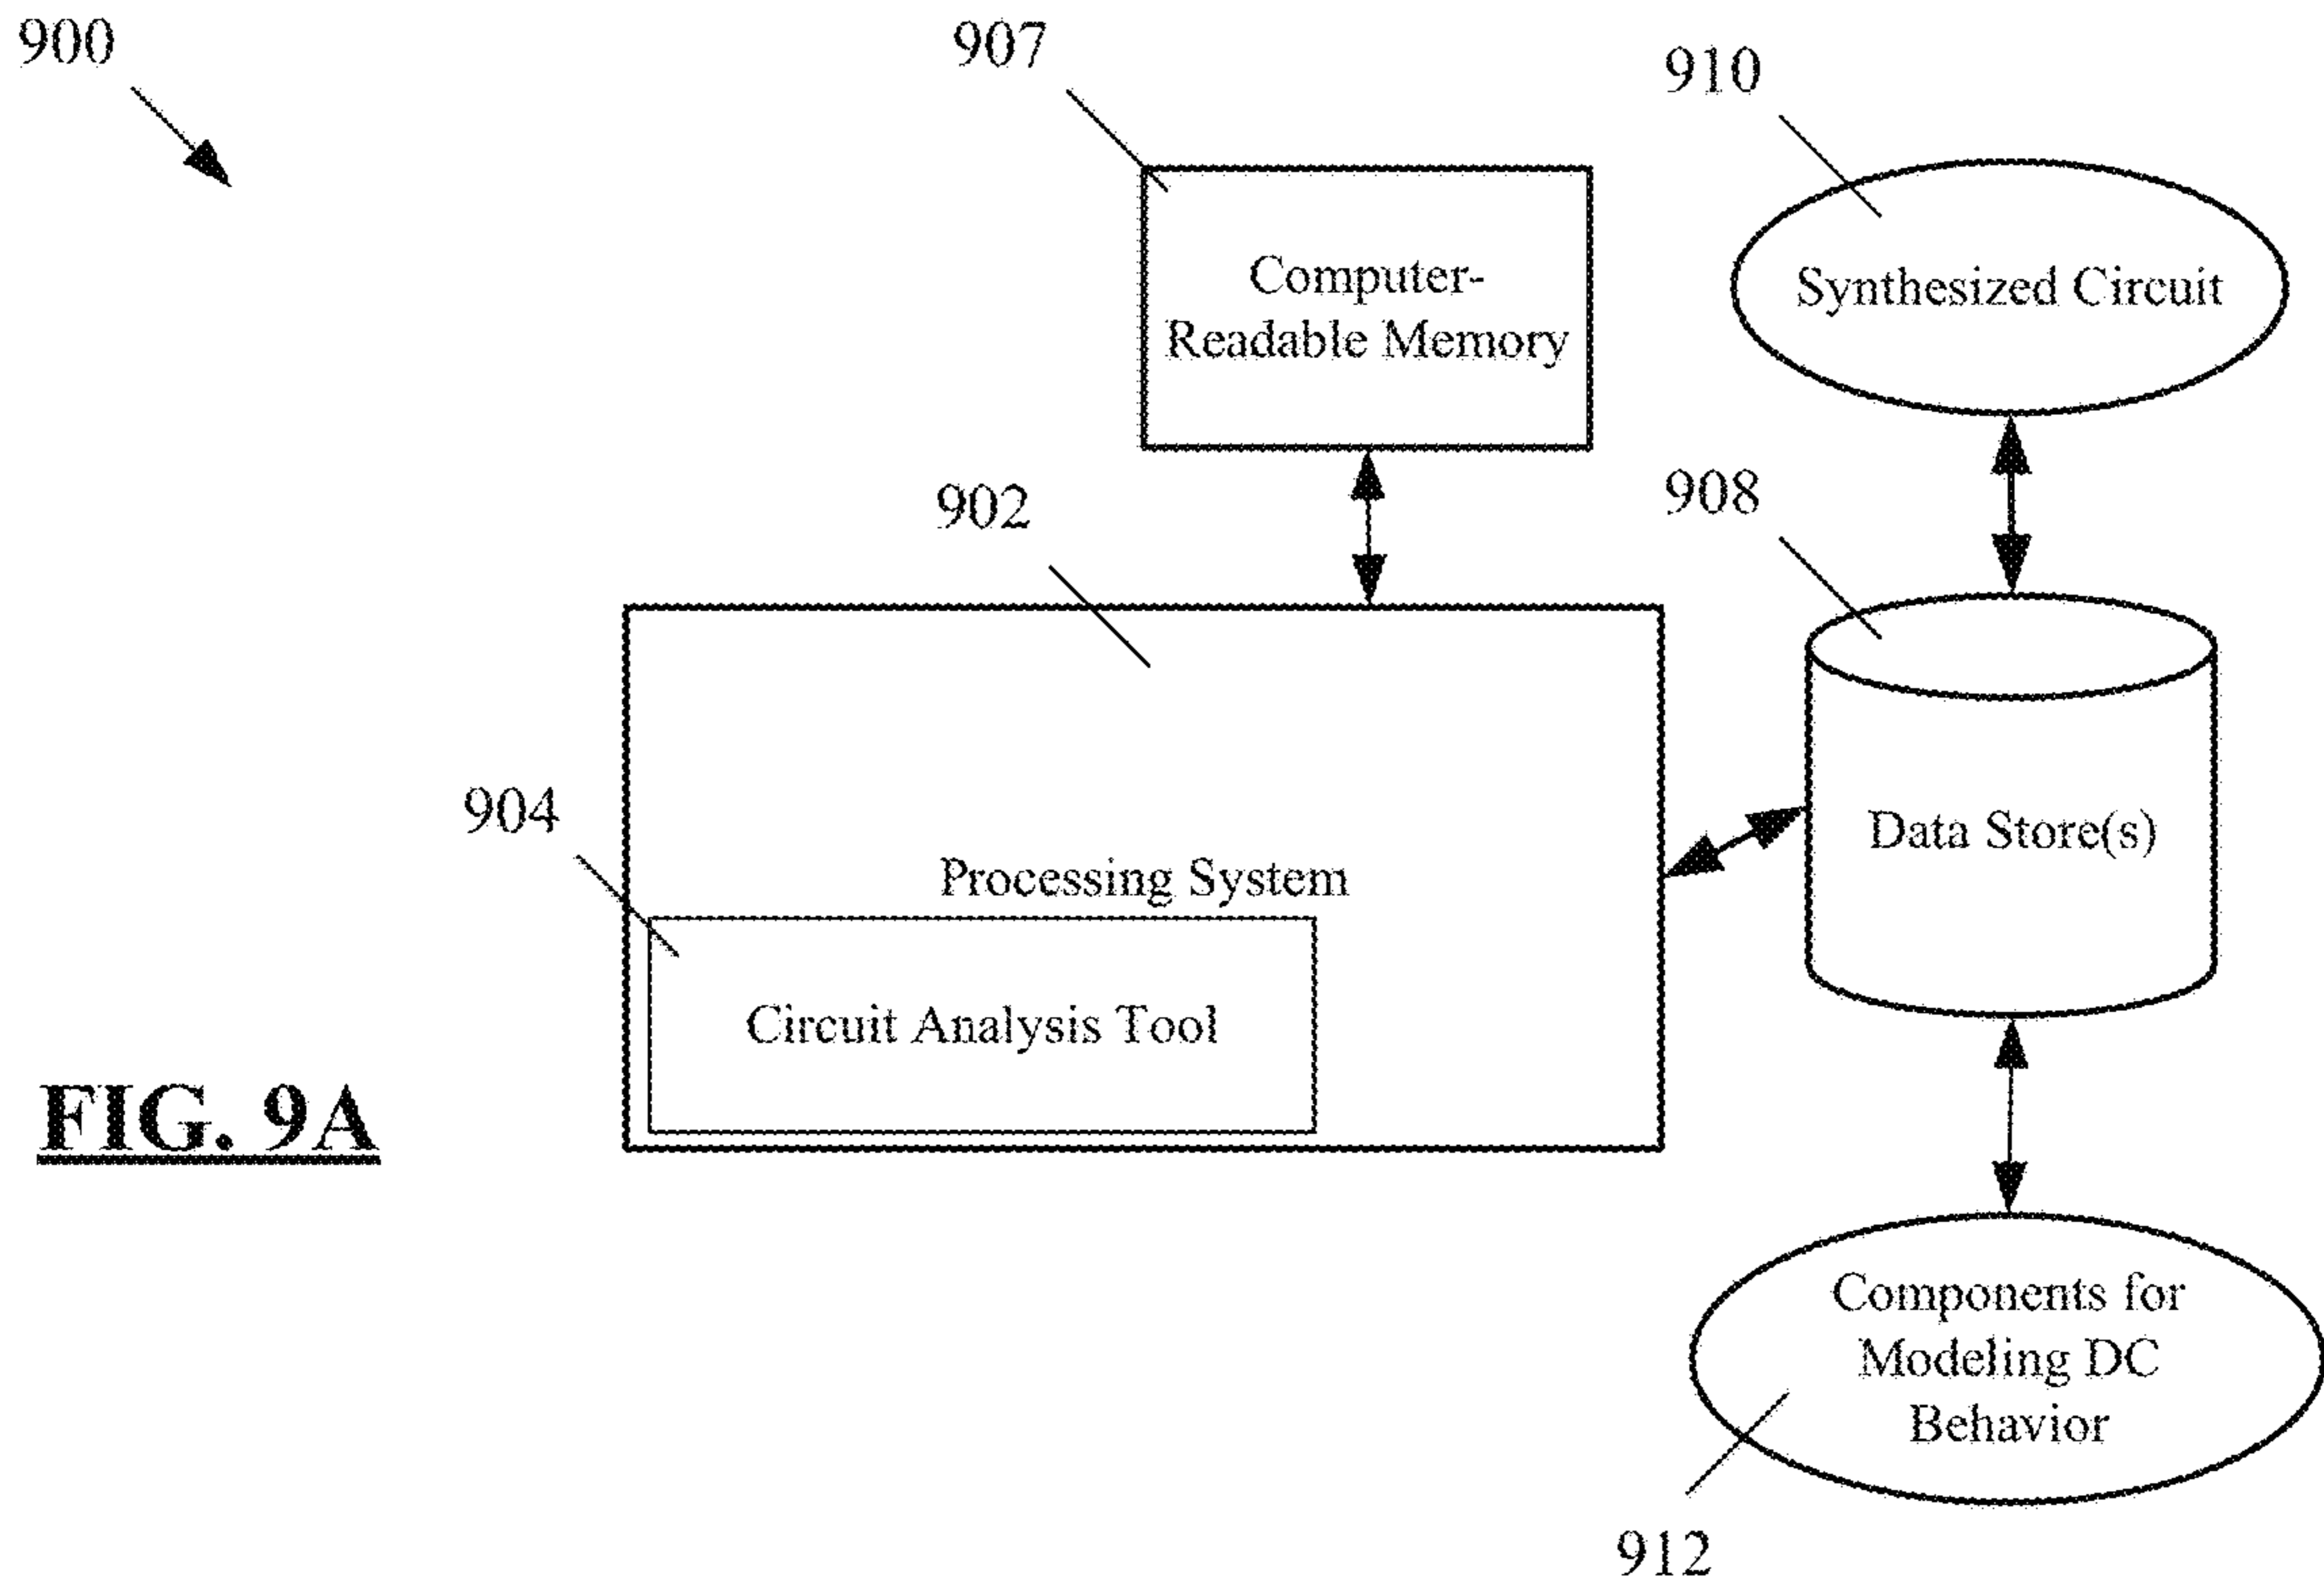 900
907
910
Computer-
Readable Memory
Synthesized Circuit
902
908
904
Processing System
Data Store(s)
Circuit Analysis Tool
FIG. 9A
Components for
Modeling DC
Behavior
912